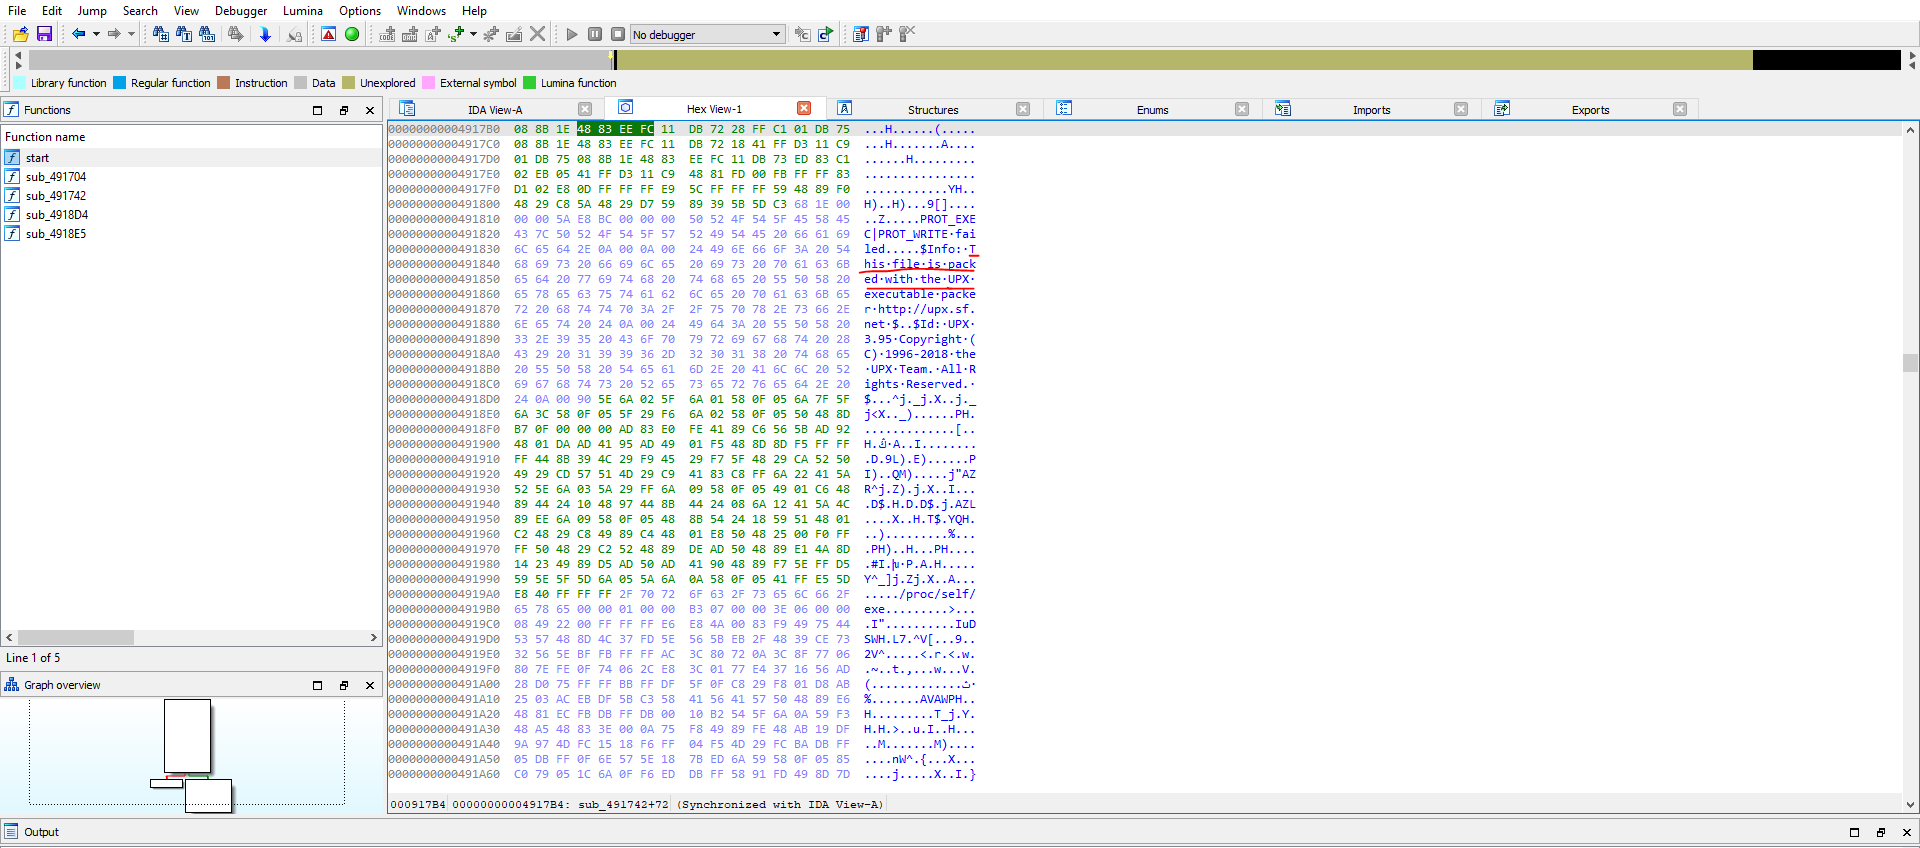 File Edit Jump Search View Debugger Lumina Options Windows Help
No debugger
Library function Regular function Instruction Data Unexplored External symbol Lumina function
Functions
IDA View-A Hex View-1 Structures Enums Imports Exports
Function name
start
sub_491704
sub_491742
sub_4918D4
sub_4918E5
Line 1 of 5
Graph overview
00000000004917B0 08 8B 1E 48 83 EE FC 11 DB 72 28 FF C1 01 DB 75 ...H......(.....
00000000004917C0 08 8B 1E 48 83 EE FC 11 DB 72 18 41 FF D3 11 C9 ...H.......A....
00000000004917D0 01 DB 75 08 8B 1E 48 83 EE FC 11 DB 73 ED 83 C1 ......H.........
00000000004917E0 02 EB 05 41 FF D3 11 C9 48 81 FD 00 FB FF FF 83 ................
00000000004917F0 D1 02 E8 0D FF FF FF E9 5C FF FF FF 59 48 89 F0 ............YH..
0000000000491800 48 29 C8 5A 48 29 D7 59 89 39 5B 5D C3 68 1E 00 H)..H)...9[]....
0000000000491810 00 00 5A E8 BC 00 00 00 50 52 4F 54 5F 45 58 45 ..Z.....PROT_EXE
0000000000491820 43 7C 50 52 4F 54 5F 57 52 49 54 45 20 66 61 69 C|PROT_WRITE·fai
0000000000491830 6C 65 64 2E 0A 00 0A 00 24 49 6E 66 6F 3A 20 54 led.....$Info:·T
0000000000491840 68 69 73 20 66 69 6C 65 20 69 73 20 70 61 63 6B his·file·is·pack
0000000000491850 65 64 20 77 69 74 68 20 74 68 65 20 55 50 58 20 ed·with·the·UPX·
0000000000491860 65 78 65 63 75 74 61 62 6C 65 20 70 61 63 6B 65 executable·packe
0000000000491870 72 20 68 74 74 70 3A 2F 2F 75 70 78 2E 73 66 2E r·http://upx.sf.
0000000000491880 6E 65 74 20 24 0A 00 24 49 64 3A 20 55 50 58 20 net·$..$Id:·UPX·
0000000000491890 33 2E 39 35 20 43 6F 70 79 72 69 67 68 74 20 28 3.95·Copyright·(
00000000004918A0 43 29 20 31 39 39 36 2D 32 30 31 38 20 74 68 65 C)·1996-2018·the
00000000004918B0 20 55 50 58 20 54 65 61 6D 2E 20 41 6C 6C 20 52 ·UPX·Team.·All·R
00000000004918C0 69 67 68 74 73 20 52 65 73 65 72 76 65 64 2E 20 ights·Reserved.·
00000000004918D0 24 0A 00 90 5E 6A 02 5F 6A 01 58 0F 05 6A 7F 5F $...^j._j.X..j._
00000000004918E0 6A 3C 58 0F 05 5F 29 F6 6A 02 58 0F 05 50 48 8D j<X.._)......PH.
00000000004918F0 B7 0F 00 00 00 AD 83 E0 FE 41 89 C6 56 5B AD 92 .............[..
0000000000491900 48 01 DA AD 41 95 AD 49 01 F5 48 8D 8D F5 FF FF
0000000000491910 FF 44 8B 39 4C 29 F9 45 29 F7 5F 48 29 CA 52 50 .D.9L).E)......P
0000000000491920 49 29 CD 57 51 4D 29 C9 41 83 C8 FF 6A 22 41 5A I)..QM).....j"AZ
0000000000491930 52 5E 6A 03 5A 29 FF 6A 09 58 0F 05 49 01 C6 48 R^j.Z).j.X..I...
0000000000491940 89 44 24 10 48 97 44 8B 44 24 08 6A 12 41 5A 4C .D$.H.D.D$.j.AZL
0000000000491950 89 EE 6A 09 58 0F 05 48 8B 54 24 18 59 51 48 01 ....X..H.T$.YQH.
0000000000491960 C2 48 29 C8 49 89 C4 48 01 E8 50 48 25 00 F0 FF ..).........%...
0000000000491970 FF 50 48 29 C2 52 48 89 DE AD 50 48 89 E1 4A 8D .PH)..H...PH....
0000000000491980 14 23 49 89 D5 AD 50 AD 41 90 48 89 F7 5E FF D5
0000000000491990 59 5E 5F 5D 6A 05 5A 6A 0A 58 0F 05 41 FF E5 5D Y^_]j.Zj.X..A...
00000000004919A0 E8 40 FF FF FF 2F 70 72 6F 63 2F 73 65 6C 66 2F ...../proc/self/
00000000004919B0 65 78 65 00 00 01 00 00 B3 07 00 00 3E 06 00 00 exe.........>...
00000000004919C0 08 49 22 00 FF FF FF E6 E8 4A 00 83 F9 49 75 44 .I"..........IuD
00000000004919D0 53 57 48 8D 4C 37 FD 5E 56 5B EB 2F 48 39 CE 73 SWH.L7.^V[...9..
00000000004919E0 32 56 5E BF FB FF FF AC 3C 80 72 0A 3C 8F 77 06 2V^.....<.r.<.w.
00000000004919F0 80 7E FE 0F 74 06 2C E8 3C 01 77 E4 37 16 56 AD .~..t.,...w...V.
0000000000491A00 28 D0 75 FF FF BB FF DF 5F 0F C8 29 F8 01 D8 AB
0000000000491A10 25 03 AC EB DF 5B C3 58 41 56 41 57 50 48 89 E6 %.......AVAWPH..
0000000000491A20 48 81 EC FB DB FF DB 00 10 B2 54 5F 6A 0A 59 F3 H.........T_j.Y.
0000000000491A30 48 A5 48 83 3E 00 0A 75 F8 49 89 FE 48 AB 19 DF H.H.>..u.I..H...
0000000000491A40 9A 97 4D FC 15 18 F6 FF 04 F5 4D 29 FC BA DB FF ..M.......M)....
0000000000491A50 05 DB FF 0F 6E 57 5E 18 7B ED 6A 59 58 0F 05 85 ....nW^.{...X...
0000000000491A60 C0 79 05 1C 6A 0F F6 ED DB FF 58 91 FD 49 8D 7D ....j.....X..I.}
000917B4 00000000004917B4: sub_491742+72 (Synchronized with IDA View-A)
Output